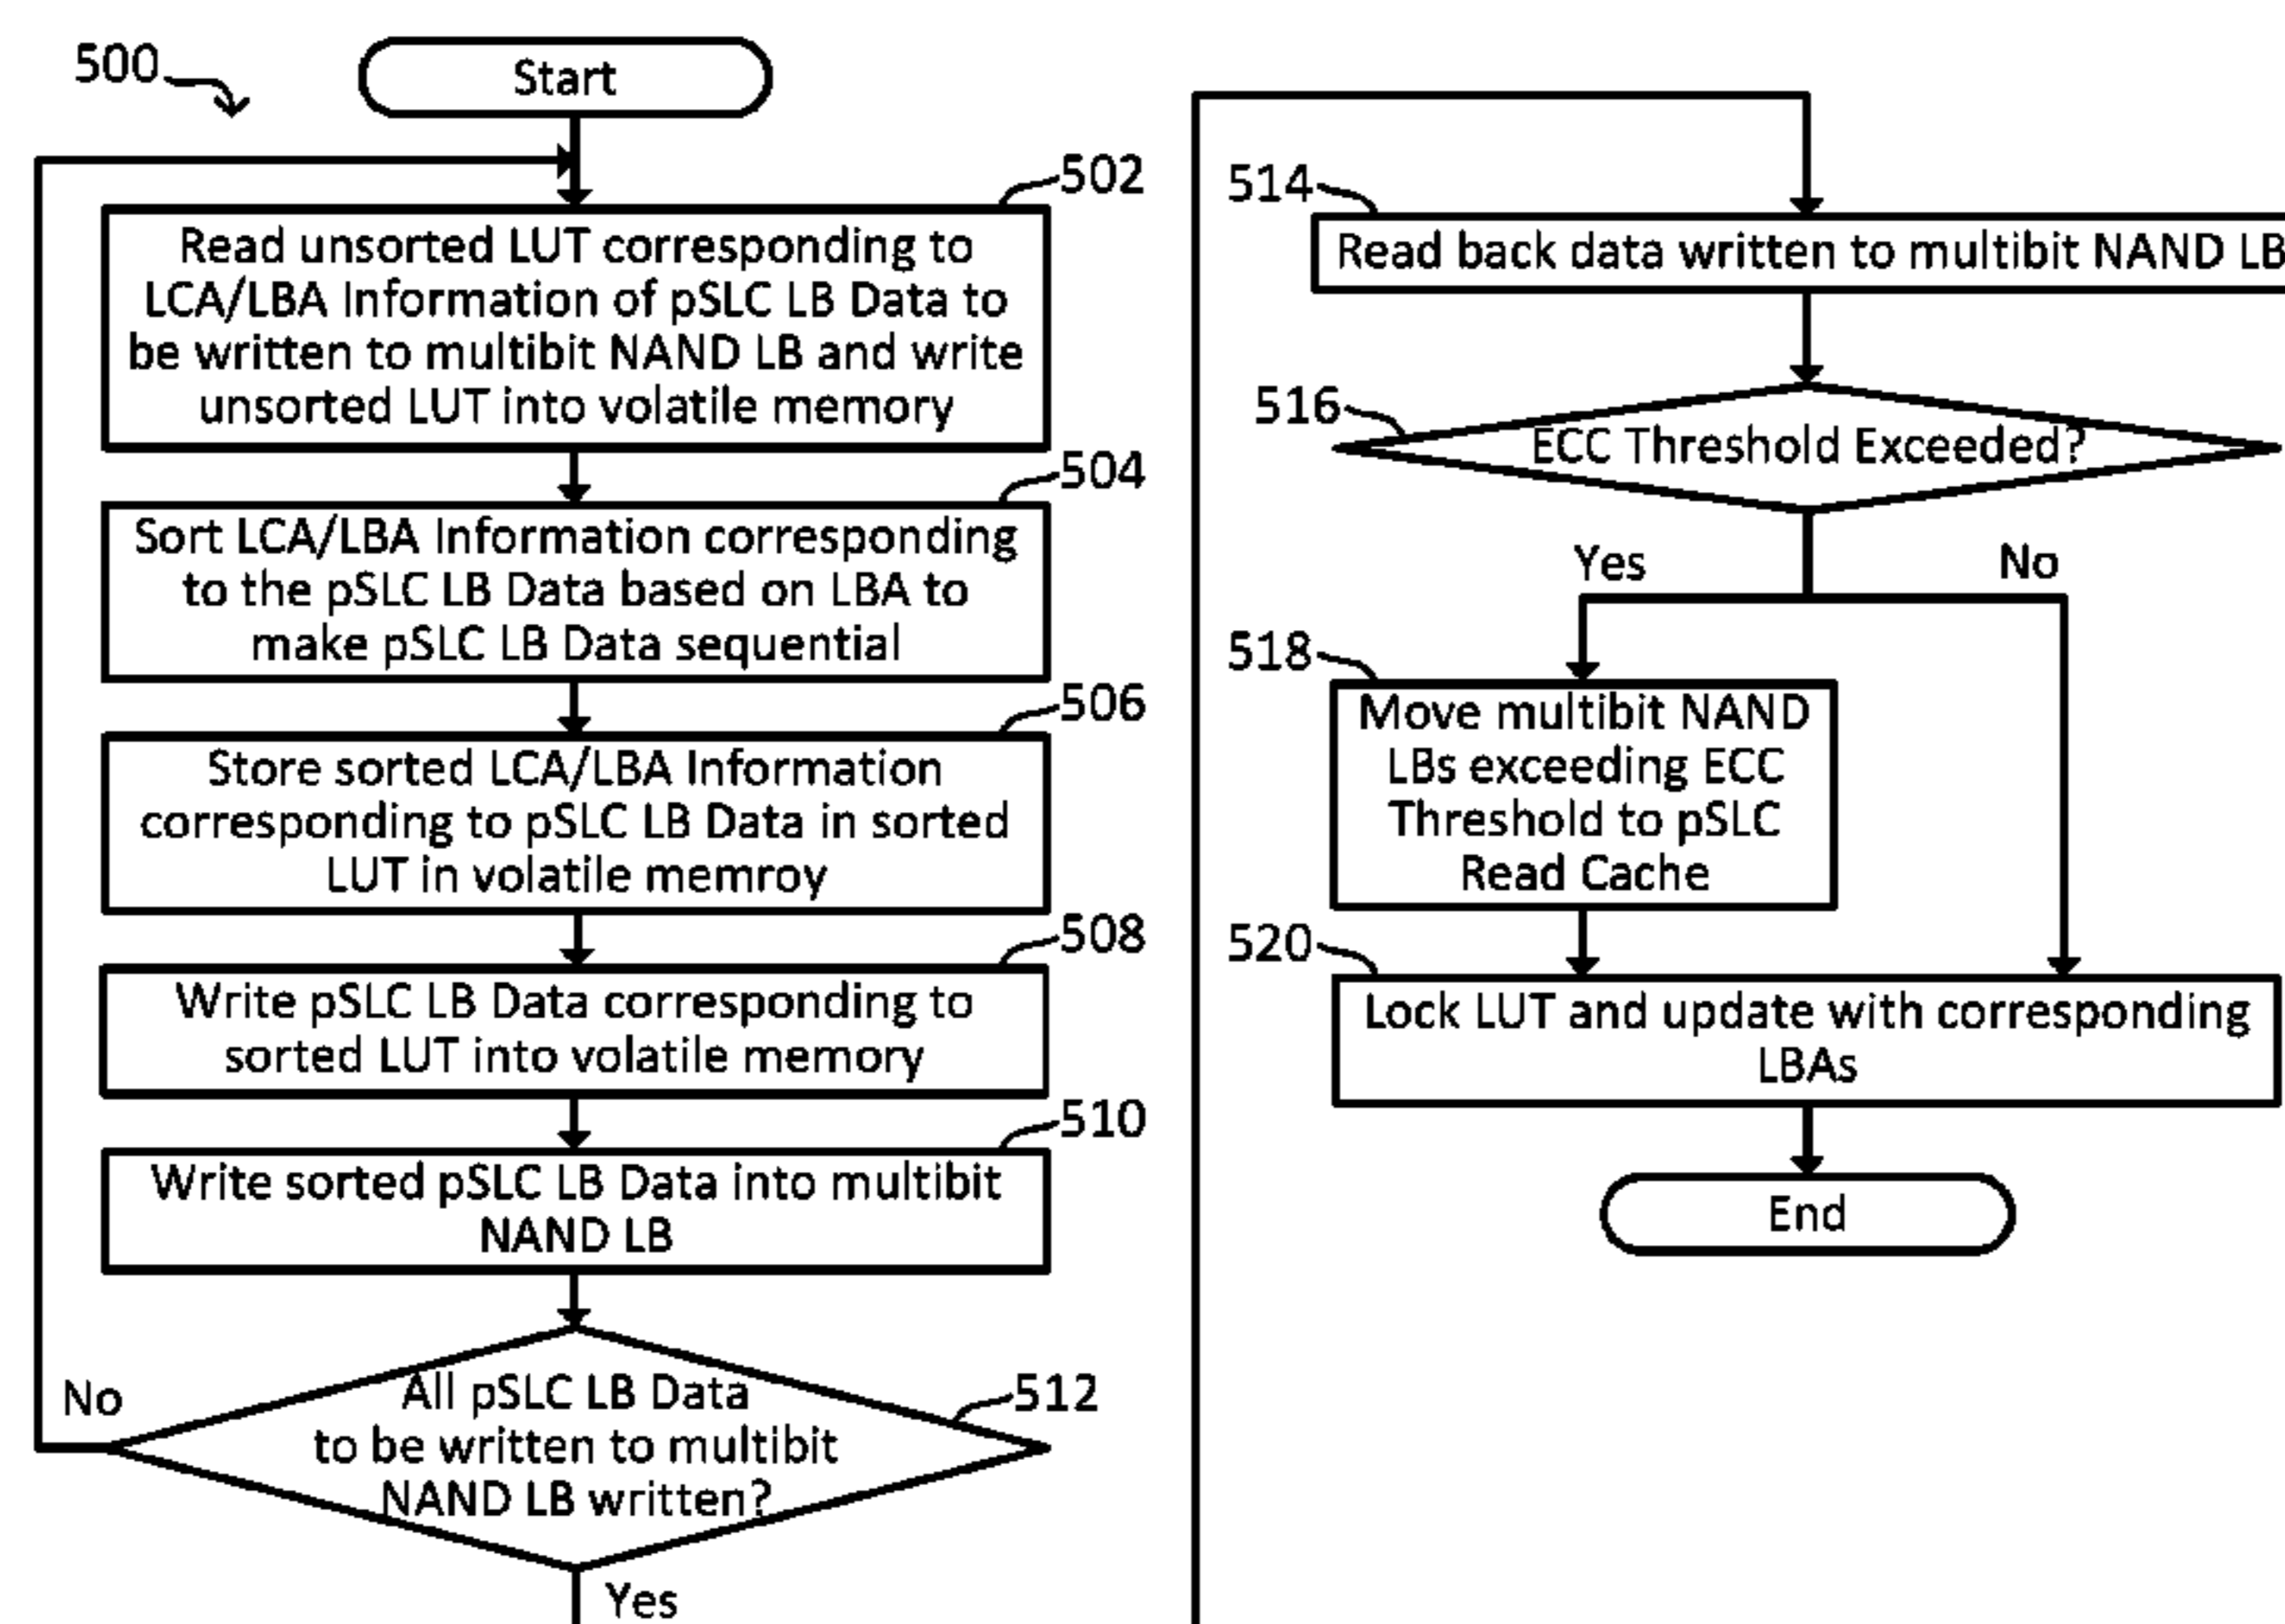 500
Start
502
Read unsorted LUT corresponding to
LCA/LBA Information of pSLC LB Data to
be written to multibit NAND LB and write
unsorted LUT into volatile memory
504
Sort LCA/LBA Information corresponding
to the pSLC LB Data based on LBA to
make pSLC LB Data sequential
506
Store sorted LCA/LBA Information
corresponding to pSLC LB Data in sorted
LUT in volatile memroy
508
Write pSLC LB Data corresponding to
sorted LUT into volatile memory
510
Write sorted pSLC LB Data into multibit
NAND LB
512
All pSLC LB Data
to be written to multibit
NAND LB written?
No
Yes
514
Read back data written to multibit NAND LB
516
ECC Threshold Exceeded?
Yes
No
518
Move multibit NAND
LBs exceeding ECC
Threshold to pSLC
Read Cache
520
Lock LUT and update with corresponding
LBAs
End